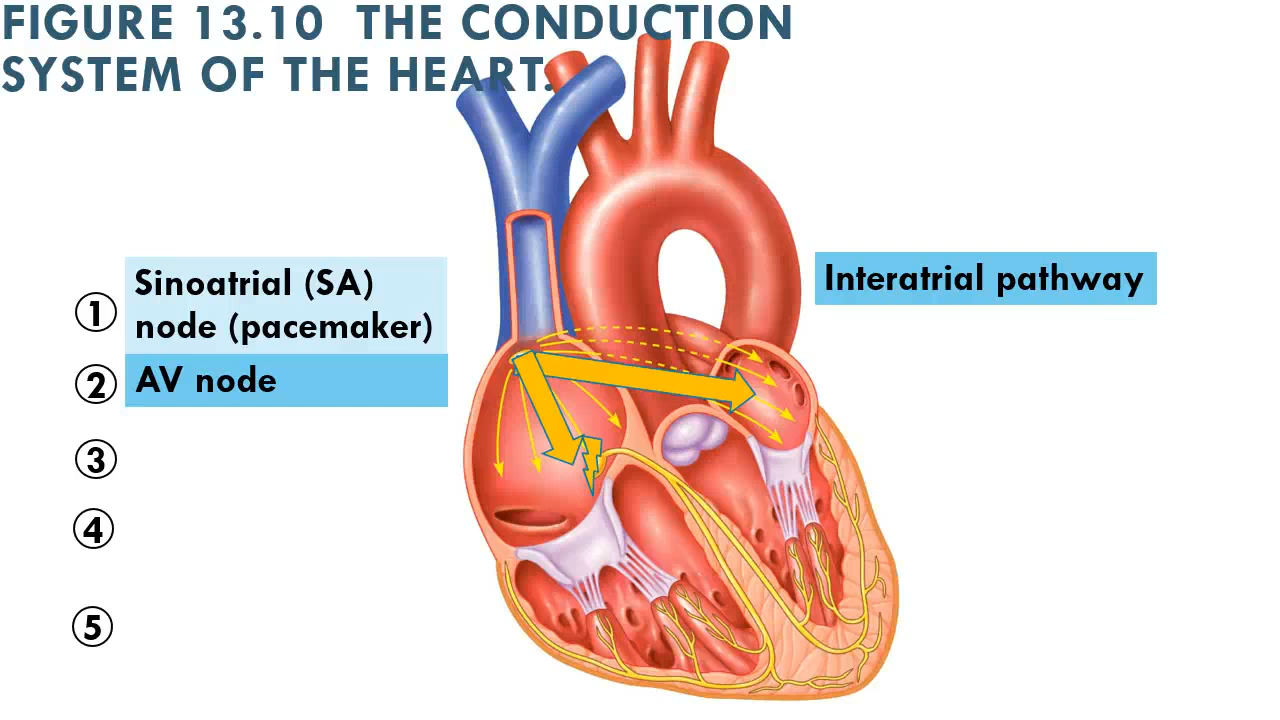 FIGURE 13.10 THE CONDUCTION
SYSTEM OF THE HEART.
Interatrial pathway
① Sinoatrial (SA)
node (pacemaker)
② AV node
③
④
⑤